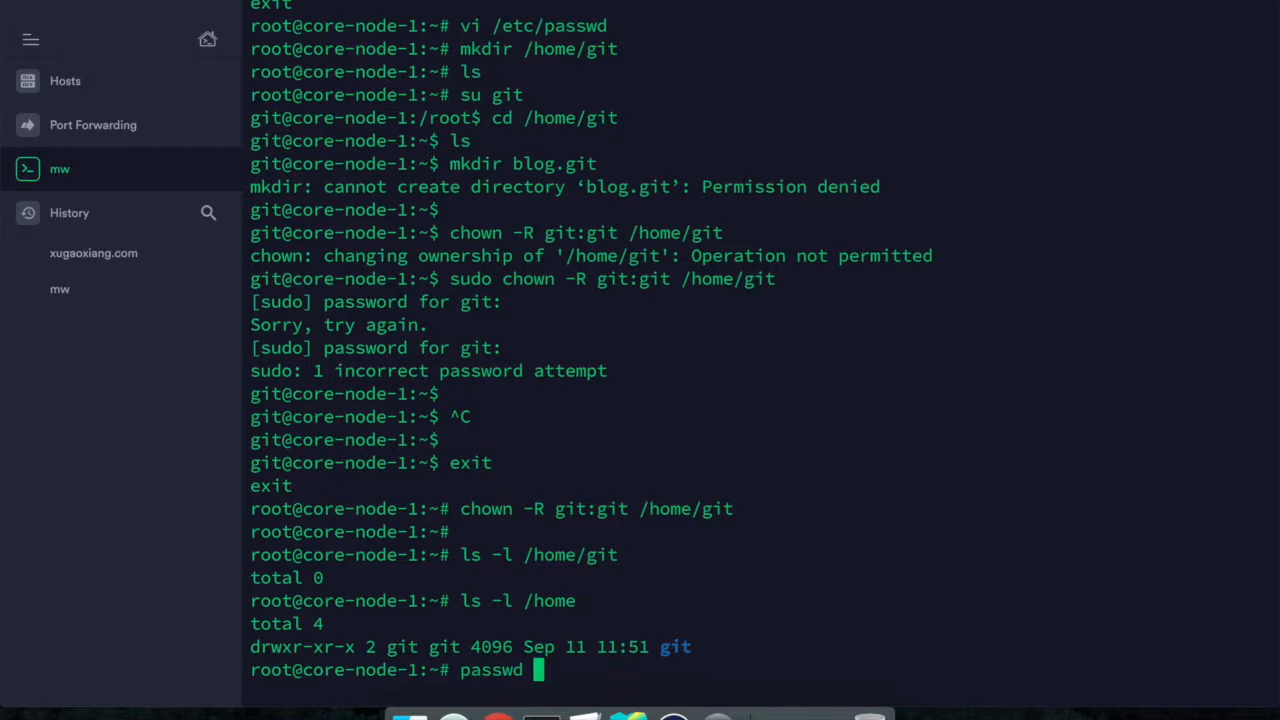 Hosts
Port Forwarding
mw
History
xugaoxiang.com
mw
exit
root@core-node-1:~# vi /etc/passwd
root@core-node-1:~# mkdir /home/git
root@core-node-1:~# ls
root@core-node-1:~# su git
git@core-node-1:/root$ cd /home/git
git@core-node-1:~$ ls
git@core-node-1:~$ mkdir blog.git
mkdir: cannot create directory ‘blog.git’: Permission denied
git@core-node-1:~$
git@core-node-1:~$ chown -R git:git /home/git
chown: changing ownership of '/home/git': Operation not permitted
git@core-node-1:~$ sudo chown -R git:git /home/git
[sudo] password for git:
Sorry, try again.
[sudo] password for git:
sudo: 1 incorrect password attempt
git@core-node-1:~$
git@core-node-1:~$ ^C
git@core-node-1:~$
git@core-node-1:~$ exit
exit
root@core-node-1:~# chown -R git:git /home/git
root@core-node-1:~#
root@core-node-1:~# ls -l /home/git
total 0
root@core-node-1:~# ls -l /home
total 4
drwxr-xr-x 2 git git 4096 Sep 11 11:51 git
root@core-node-1:~# passwd